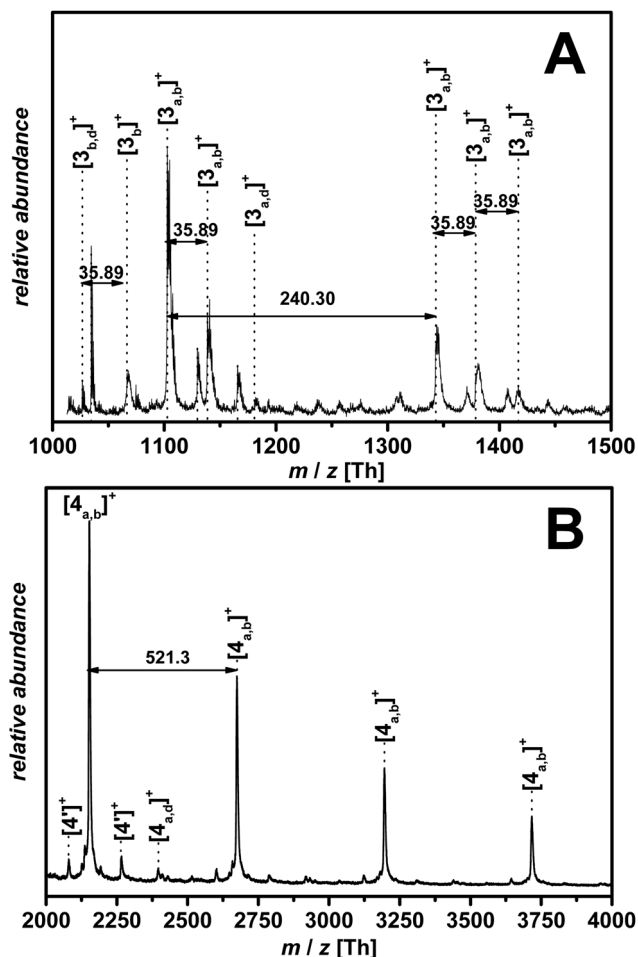 A
[3b,d]+
[3b]+
[3a,b]+
[3a,b]+
[3a,d]+
[3a,b]+
[3a,b]+
[3a,b]+
35.89
35.89
35.89
35.89
240.30
relative abundance
1000 1100 1200 1300 1400 1500
m / z [Th]
B
[4a,b]+
[4a,b]+
521.3
[4a,b]+
[4a,b]+
[4']+
[4']+
[4a,d]+
relative abundance
2000 2250 2500 2750 3000 3250 3500 3750 4000
m / z [Th]